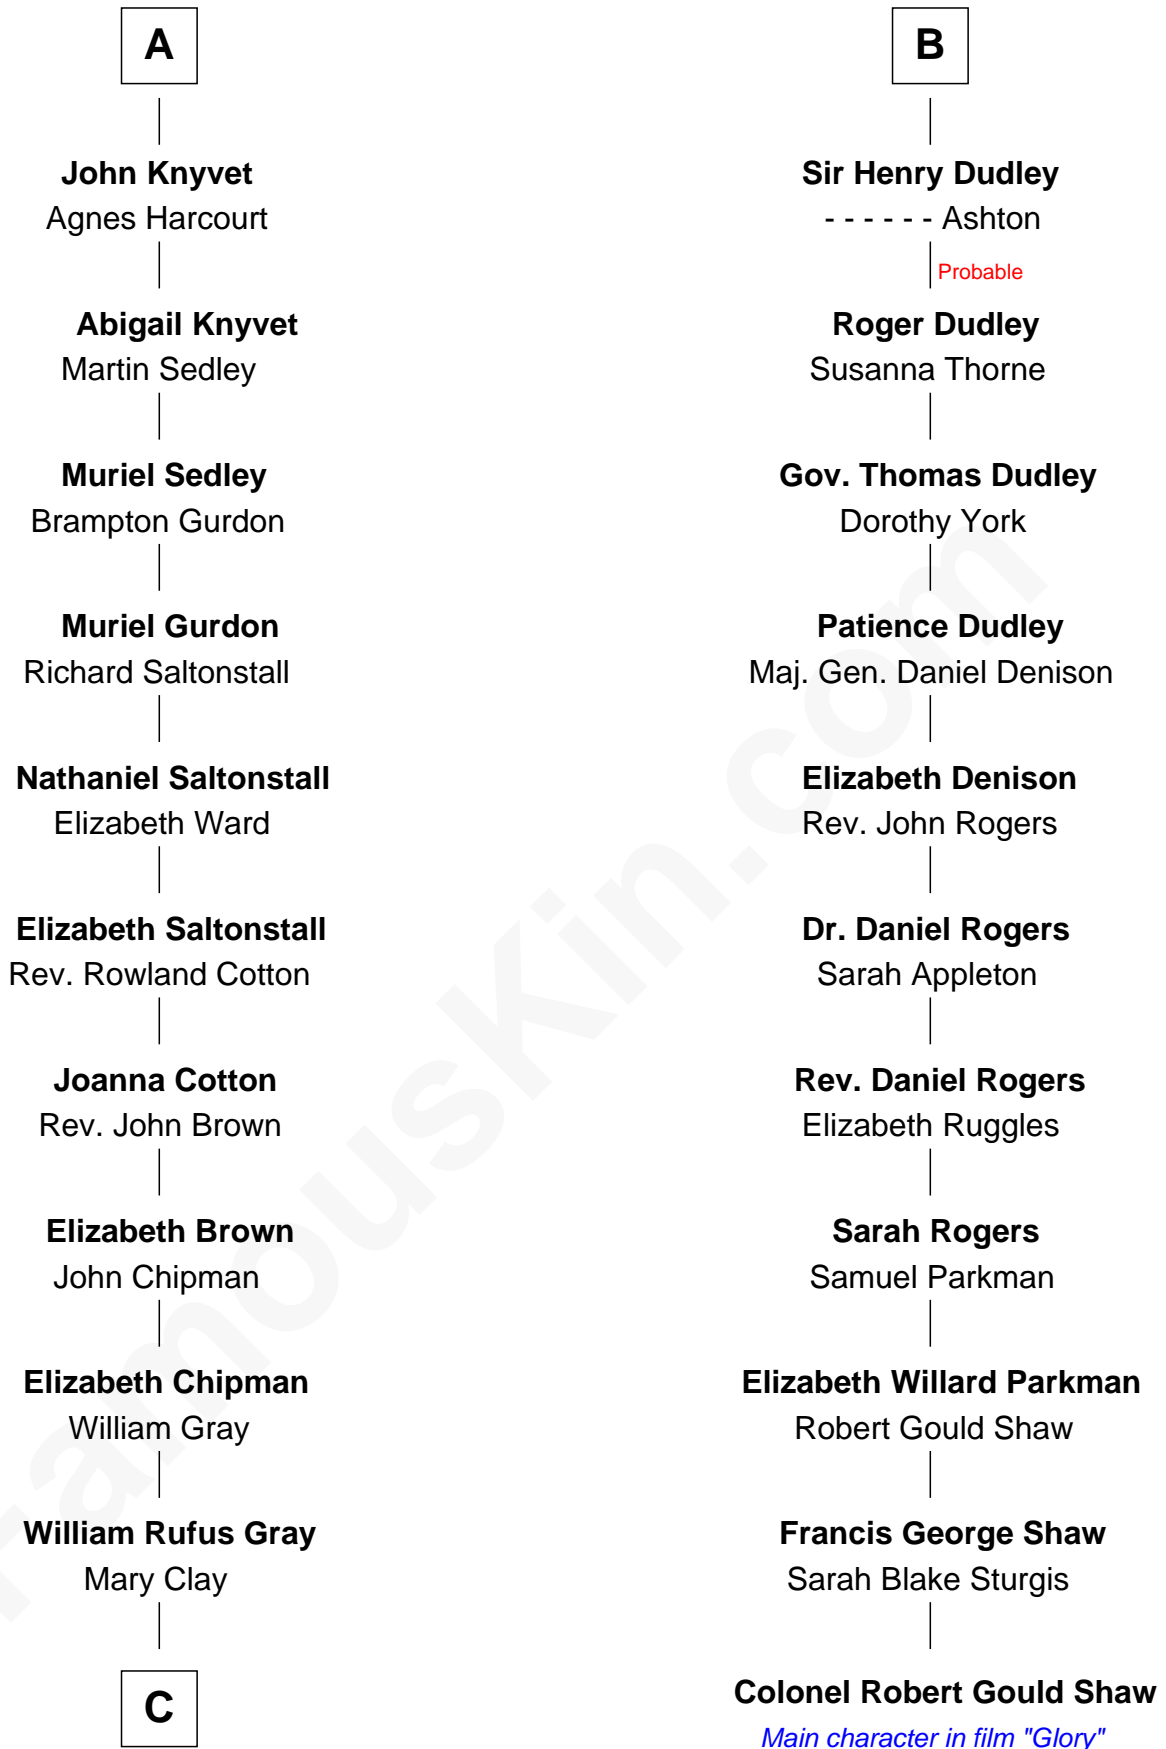 A
John Knyvet
Agnes Harcourt
Abigail Knyvet
Martin Sedley
Muriel Sedley
Brampton Gurdon
Muriel Gurdon
Richard Saltonstall
Nathaniel Saltonstall
Elizabeth Ward
Elizabeth Saltonstall
Rev. Rowland Cotton
Joanna Cotton
Rev. John Brown
Elizabeth Brown
John Chipman
Elizabeth Chipman
William Gray
William Rufus Gray
Mary Clay
C
B
Sir Henry Dudley
- - - - - - Ashton
Probable
Roger Dudley
Susanna Thorne
Gov. Thomas Dudley
Dorothy York
Patience Dudley
Maj. Gen. Daniel Denison
Elizabeth Denison
Rev. John Rogers
Dr. Daniel Rogers
Sarah Appleton
Rev. Daniel Rogers
Elizabeth Ruggles
Sarah Rogers
Samuel Parkman
Elizabeth Willard Parkman
Robert Gould Shaw
Francis George Shaw
Sarah Blake Sturgis
Colonel Robert Gould Shaw
Main character in film "Glory"
FamousKin.com